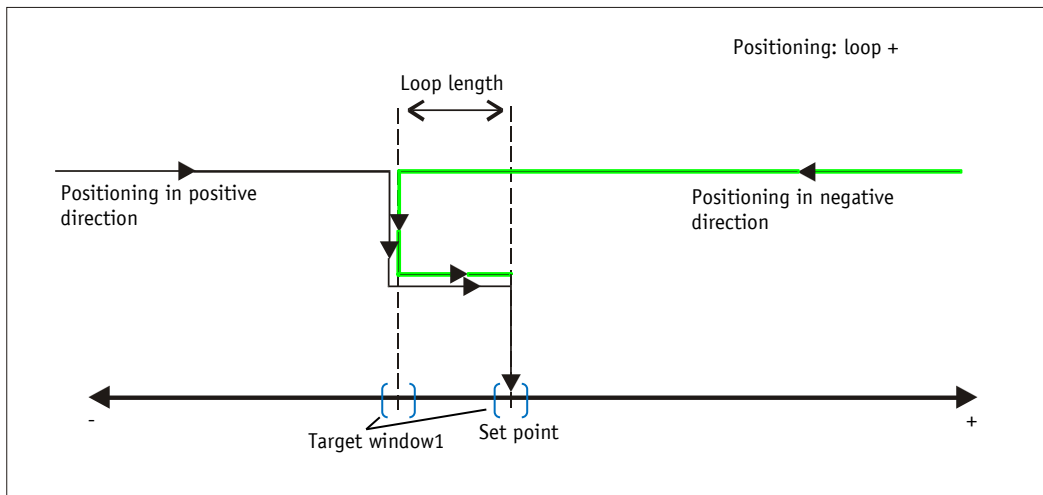 Positioning: loop +
Loop length
Positioning in positive
direction
Positioning in negative
direction
-
+
Target window1
Set point